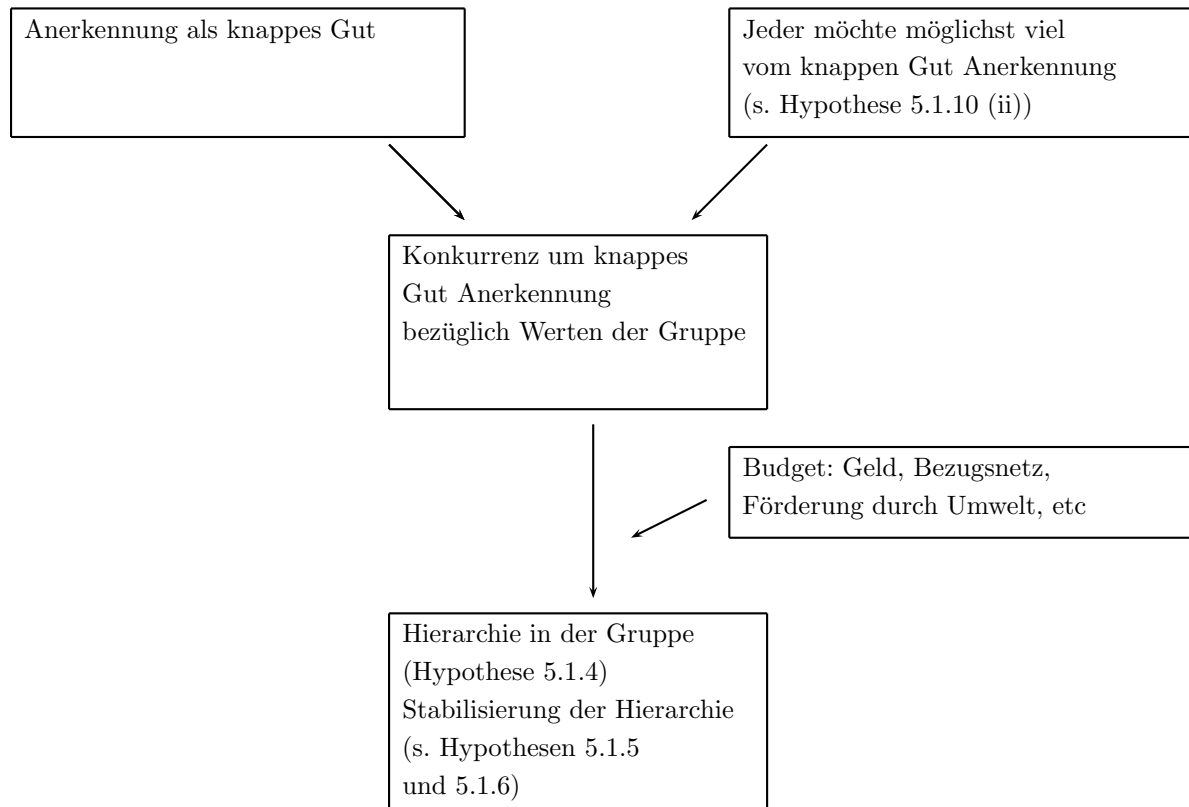 Anerkennung als knappes Gut
Jeder möchte möglichst viel
vom knappen Gut Anerkennung
(s. Hypothese 5.1.10 (ii))
Konkurrenz um knappes
Gut Anerkennung
bezüglich Werten der Gruppe
Budget: Geld, Bezugsnetz,
Förderung durch Umwelt, etc
Hierarchie in der Gruppe
(Hypothese 5.1.4)
Stabilisierung der Hierarchie
(s. Hypothesen 5.1.5
und 5.1.6)